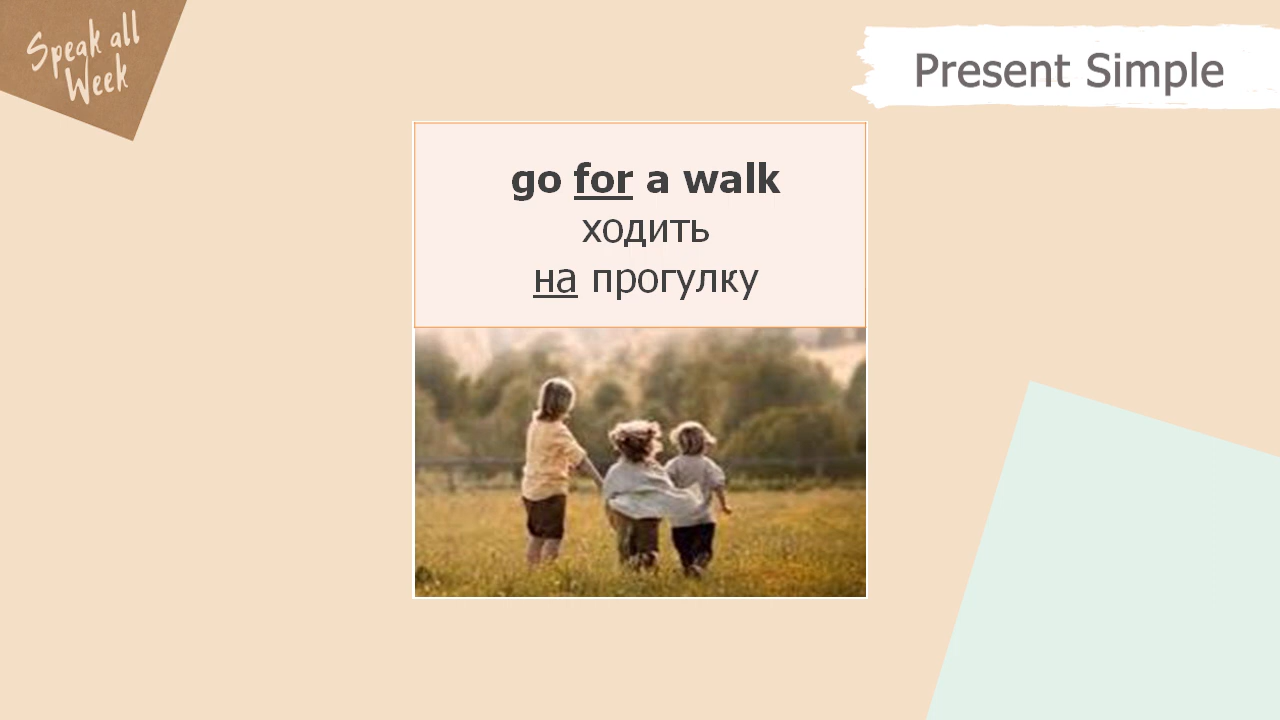 Speak all
Week
Present Simple
go for a walk
ходить
на прогулку